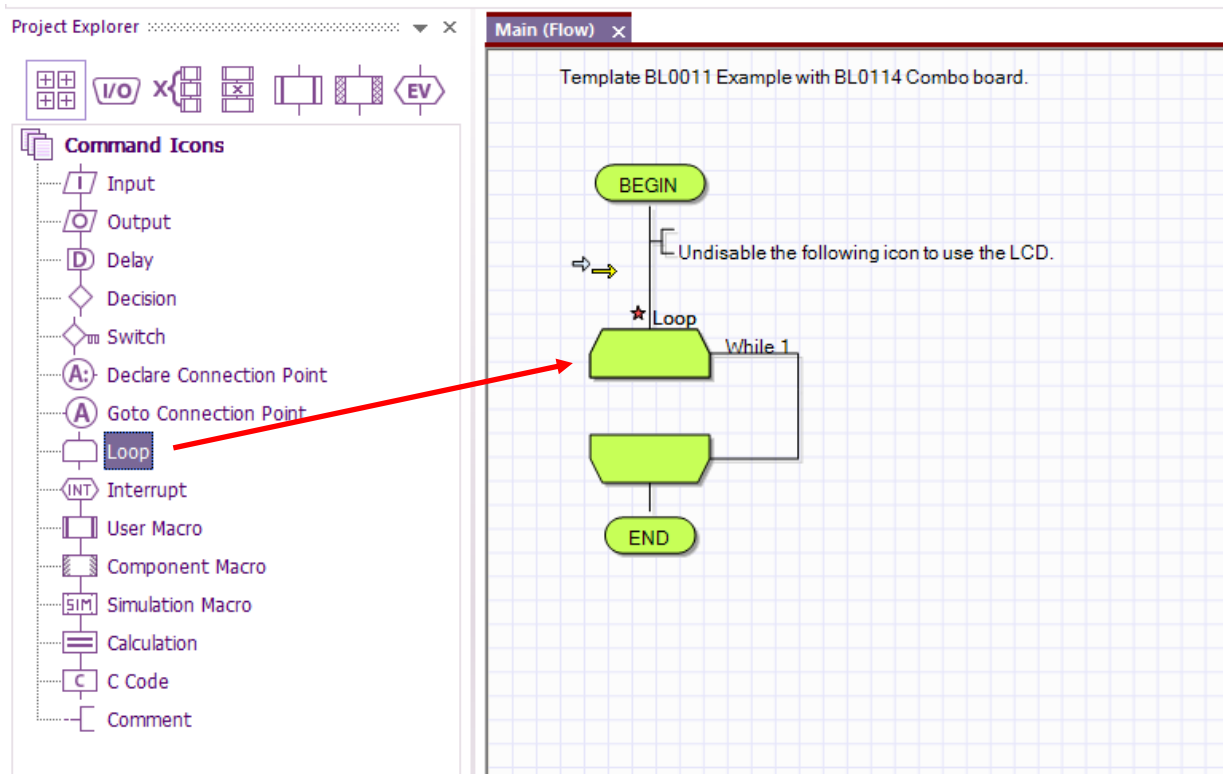 Project Explorer
I/O
X
x
EV
Command Icons
I Input
O Output
D Delay
Decision
Switch
A: Declare Connection Point
A Goto Connection Point
Loop
INT Interrupt
User Macro
Component Macro
SIM Simulation Macro
Calculation
C C Code
Comment
Main (Flow)
Template BL0011 Example with BL0114 Combo board.
BEGIN
Undisable the following icon to use the LCD.
Loop
While 1
END